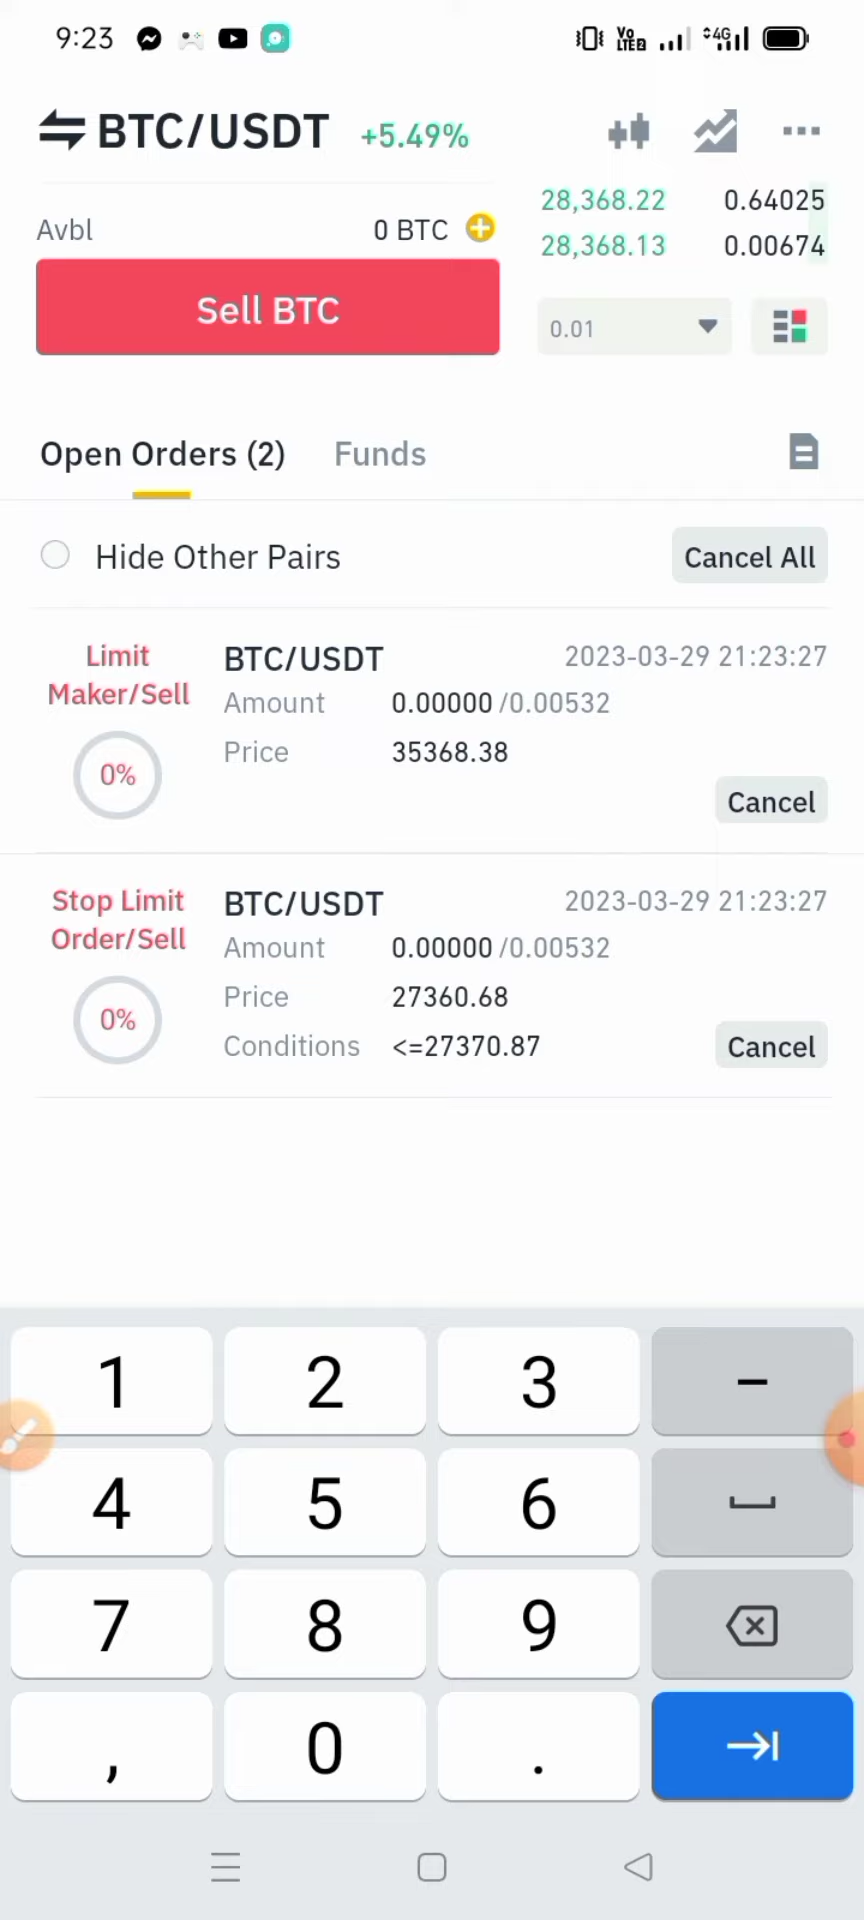 9:23 Vo LTE2 4G
BTC/USDT +5.49%
28,368.22 0.64025
Avbl 0 BTC
28,368.13 0.00674
Sell BTC
0.01
Open Orders (2) Funds
Hide Other Pairs Cancel All
Limit Maker/Sell
0%
BTC/USDT 2023-03-29 21:23:27
Amount 0.00000 /0.00532
Price 35368.38
Cancel
Stop Limit Order/Sell
0%
BTC/USDT 2023-03-29 21:23:27
Amount 0.00000 /0.00532
Price 27360.68
Conditions <=27370.87
Cancel
1 2 3 –
4 5 6
7 8 9
, 0 .